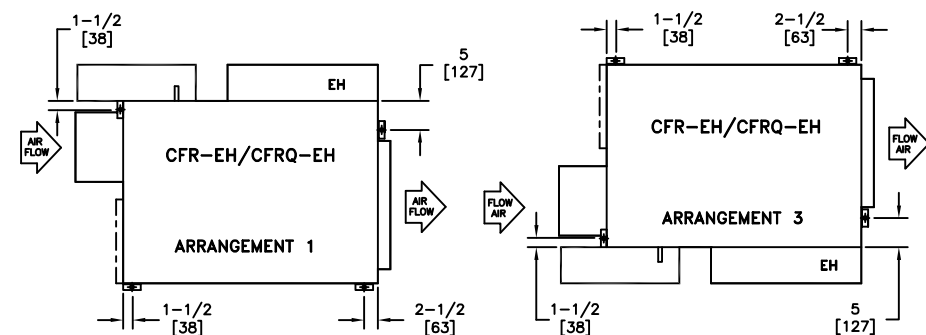 1-1/2
[38]
5
[127]
EH
AIR
FLOW
CFR-EH/CFRQ-EH
AIR
FLOW
ARRANGEMENT 1
1-1/2
[38]
2-1/2
[63]
1-1/2
[38]
2-1/2
[63]
CFR-EH/CFRQ-EH
FLOW
AIR
FLOW
AIR
ARRANGEMENT 3
EH
1-1/2
[38]
5
[127]